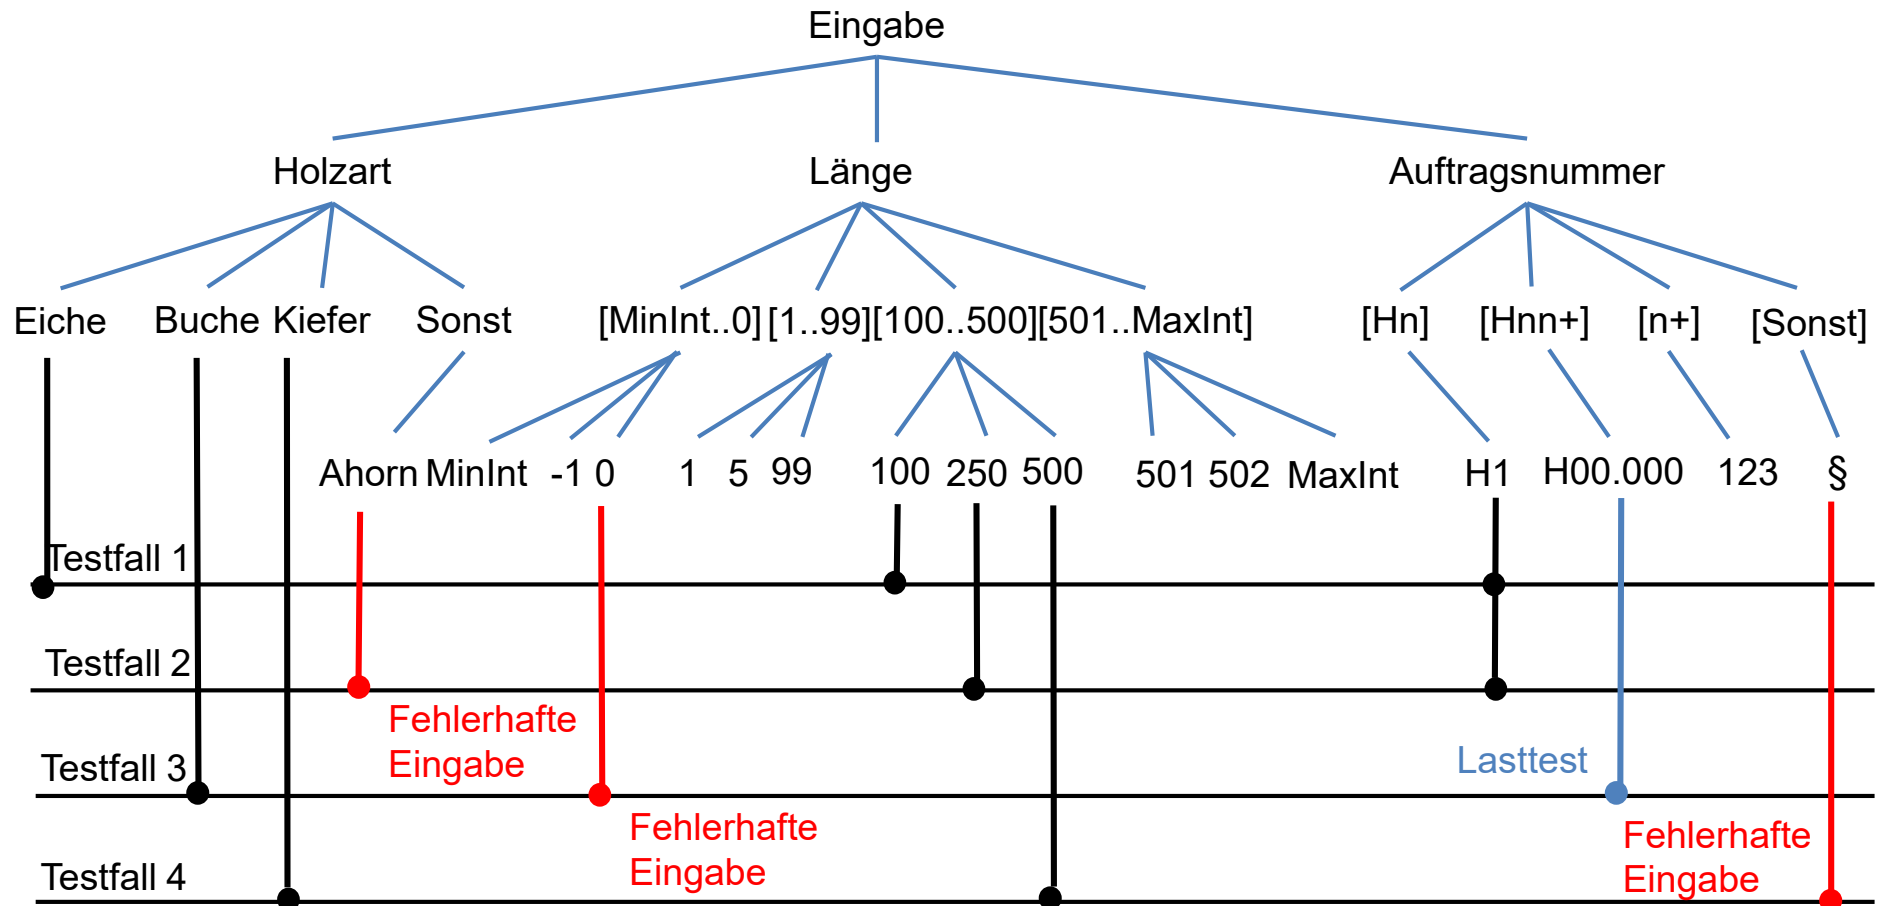 Eingabe
Holzart Länge Auftragsnummer
Eiche Buche Kiefer Sonst [MinInt..0] [1..99] [100..500] [501..MaxInt] [Hn] [Hnn+] [n+] [Sonst]
Ahorn MinInt -1 0 1 5 99 100 250 500 501 502 MaxInt H1 H00.000 123 §
Testfall 1
Testfall 2
Fehlerhafte
Eingabe
Testfall 3
Lasttest
Fehlerhafte
Eingabe
Fehlerhafte
Eingabe
Testfall 4